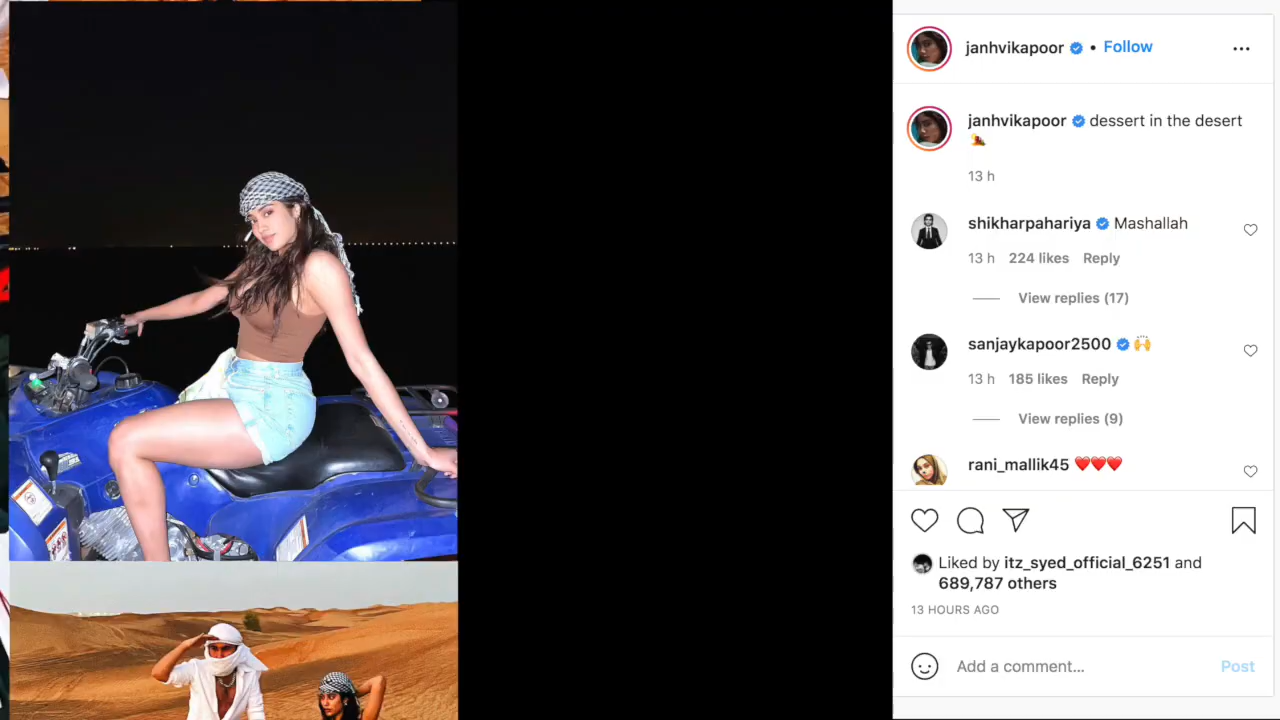 janhvikapoor • Follow
janhvikapoor dessert in the desert
💃🏾
13 h
shikharpahariya Mashallah
13 h 224 likes Reply
View replies (17)
sanjaykapoor2500 🙌
13 h 185 likes Reply
View replies (9)
rani_mallik45 ❤️❤️❤️
Liked by itz_syed_official_6251 and
689,787 others
13 HOURS AGO
Add a comment... Post